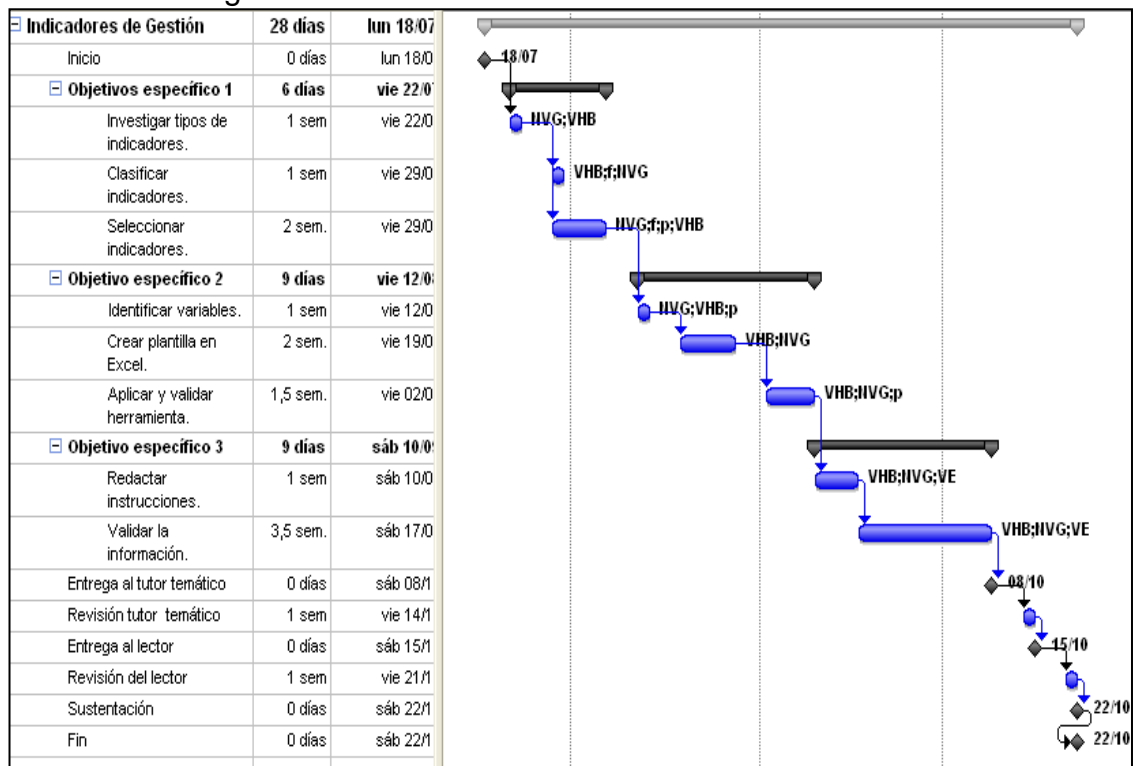 Indicadores de Gestión 28 días lun 18/07
Inicio 0 días lun 18/0 18/07
Objetivos específico 1 6 días vie 22/0
Investigar tipos de 1 sem vie 22/0 NVG;VHB
indicadores.
Clasificar 1 sem vie 29/0 VHB;f;NVG
indicadores.
Seleccionar 2 sem. vie 29/0 NVG;f;p;VHB
indicadores.
Objetivo específico 2 9 días vie 12/0
Identificar variables. 1 sem vie 12/0 NVG;VHB;p
Crear plantilla en 2 sem. vie 19/0 VHB;NVG
Excel.
Aplicar y validar 1,5 sem. vie 02/0 VHB;NVG;p
herramienta.
Objetivo específico 3 9 días sáb 10/0
Redactar 1 sem sáb 10/0 VHB;NVG;VE
instrucciones.
Validar la 3,5 sem. sáb 17/0 VHB;NVG;VE
información.
Entrega al tutor temático 0 días sáb 08/1 08/10
Revisión tutor temático 1 sem vie 14/1
Entrega al lector 0 días sáb 15/1 15/10
Revisión del lector 1 sem vie 21/1
Sustentación 0 días sáb 22/1 22/10
Fin 0 días sáb 22/1 22/10